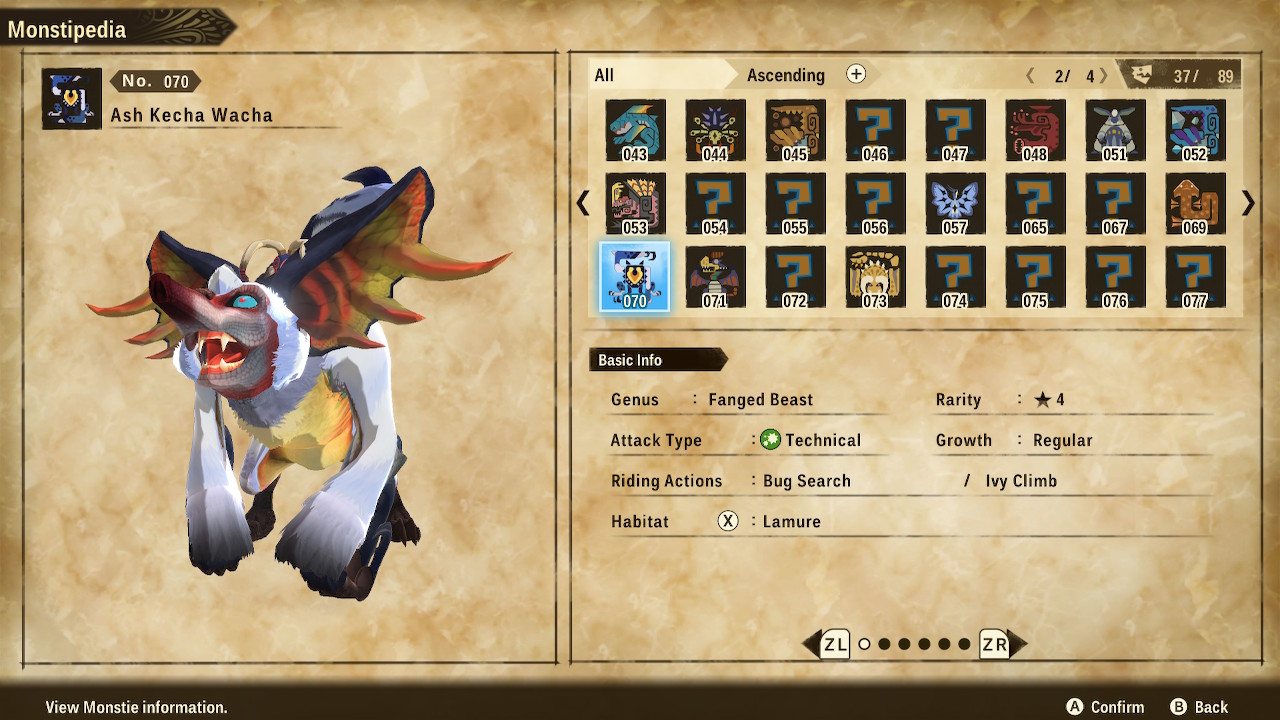 Monstipedia
No. 070
Ash Kecha Wacha
All Ascending + 2/ 4 37/ 89
043 044 045 046 047 048 051 052
053 054 055 056 057 065 067 069
070 071 072 073 074 075 076 077
Basic Info
Genus : Fanged Beast Rarity : ★ 4
Attack Type : Technical Growth : Regular
Riding Actions : Bug Search / Ivy Climb
Habitat X : Lamure
ZL ZR
View Monstie information. A Confirm B Back